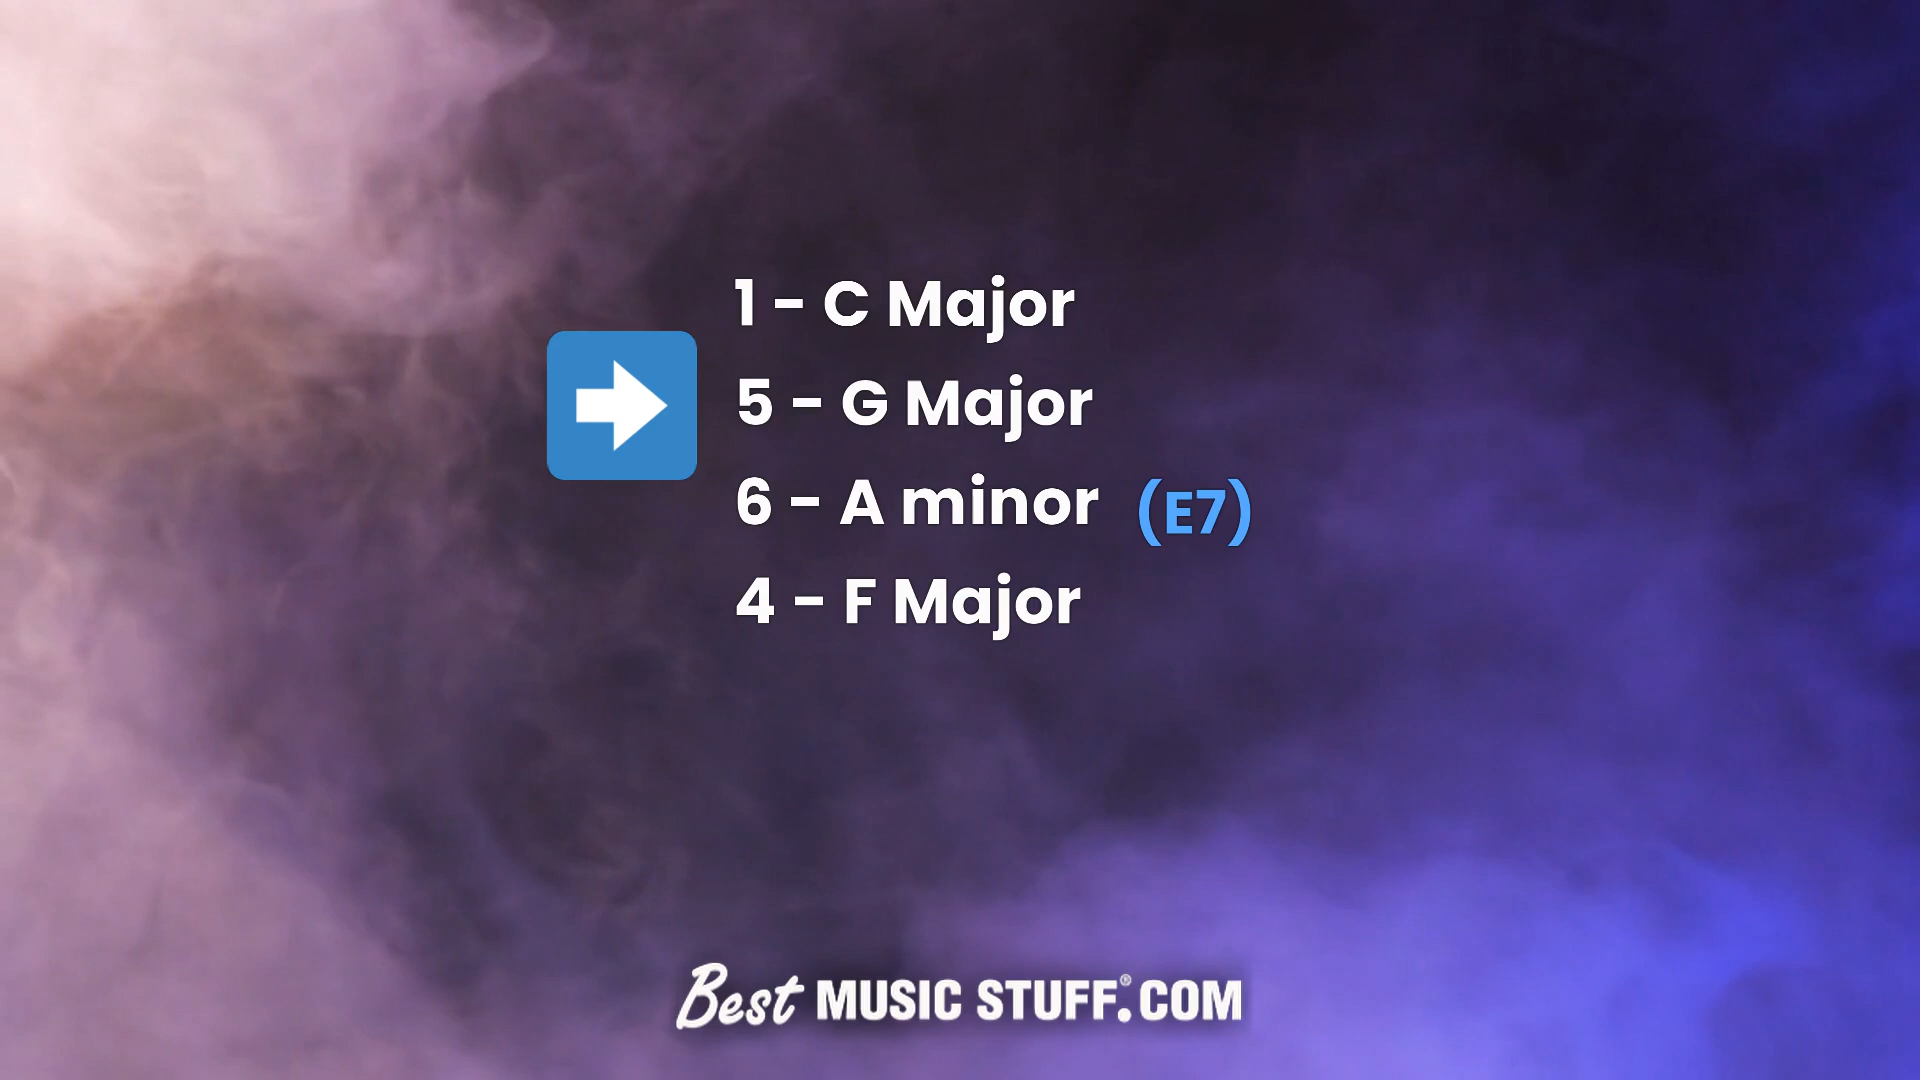 1 - C Major
5 - G Major
6 - A minor (E7)
4 - F Major
Best MUSIC STUFF.®COM